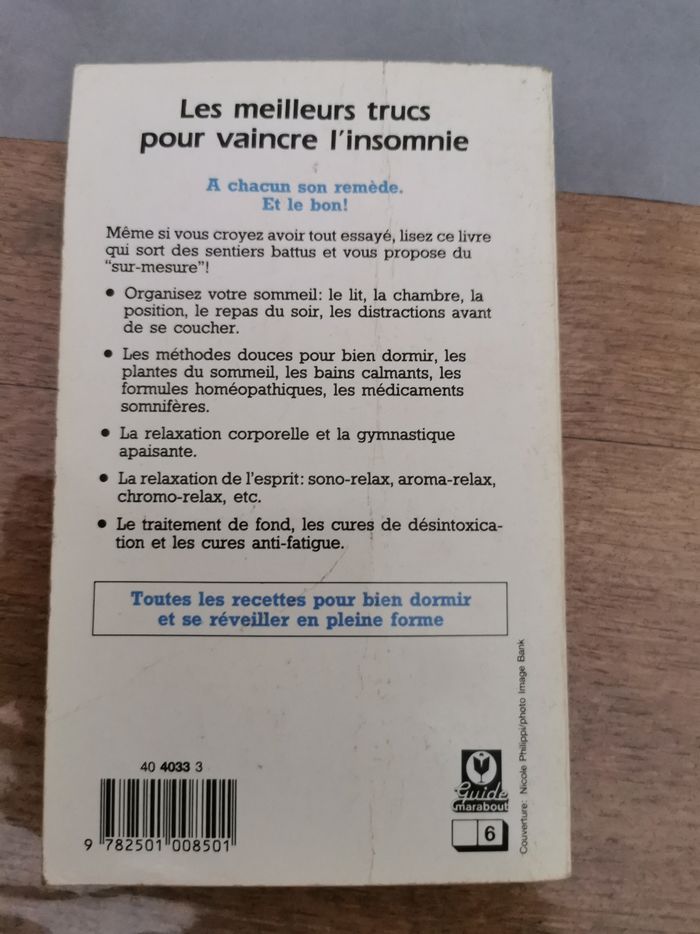 Les meilleurs trucs
pour vaincre l'insomnie
A chacun son remède.
Et le bon!
Même si vous croyez avoir tout essayé, lisez ce livre
qui sort des sentiers battus et vous propose du
"sur-mesure"!
• Organisez votre sommeil: le lit, la chambre, la
position, le repas du soir, les distractions avant
de se coucher.
• Les méthodes douces pour bien dormir, les
plantes du sommeil, les bains calmants, les
formules homéopathiques, les médicaments
somnifères.
• La relaxation corporelle et la gymnastique
apaisante.
• La relaxation de l'esprit: sono-relax, aroma-relax,
chromo-relax, etc.
• Le traitement de fond, les cures de désintoxica-
tion et les cures anti-fatigue.
Toutes les recettes pour bien dormir
et se réveiller en pleine forme
Couverture: Nicole Philippi/photo Image Bank
40 4033 3
9 782501 008501
Guide
marabout
6